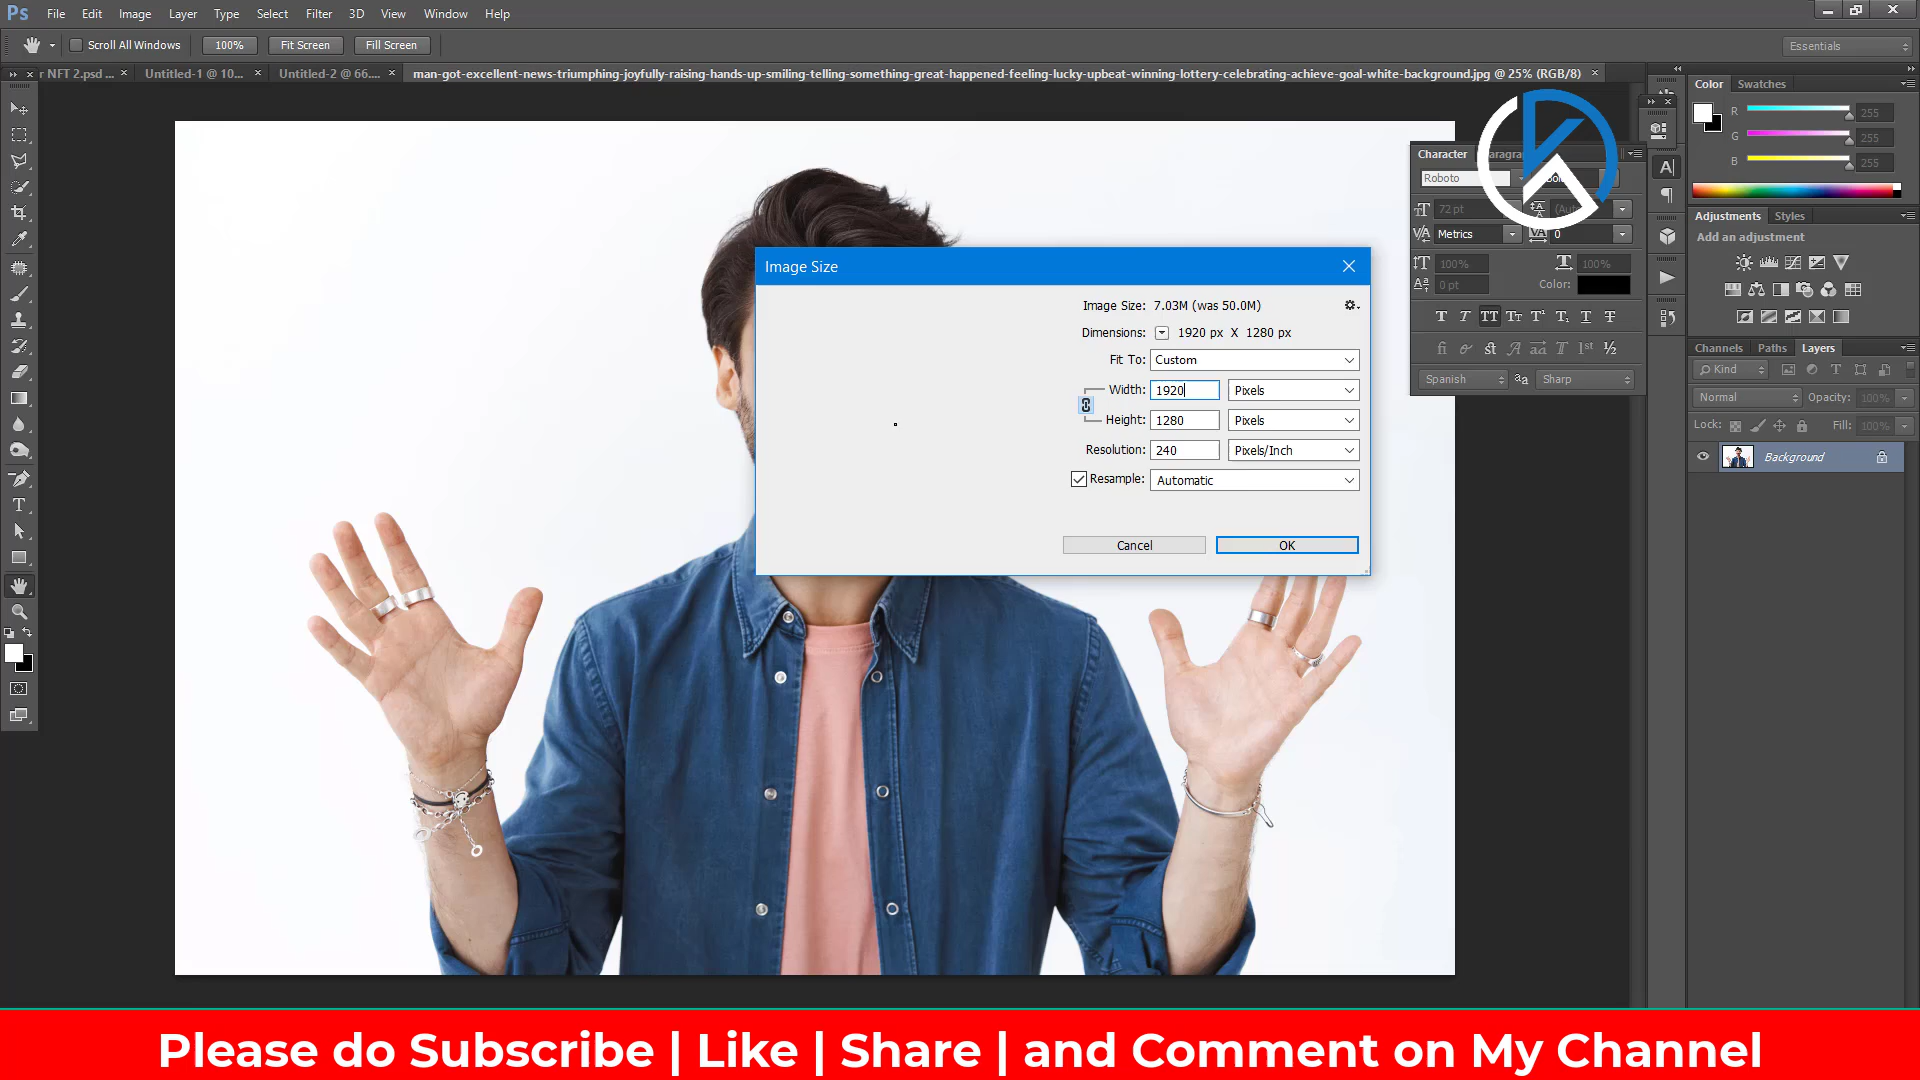 Ps File Edit Image Layer Type Select Filter 3D View Window Help
Scroll All Windows 100% Fit Screen Fill Screen Essentials
r NFT 2.psd ... × Untitled-1 @ 10... × Untitled-2 @ 66.... × man-got-excellent-news-triumphing-joyfully-raising-hands-up-smiling-telling-something-great-happened-feeling-lucky-upbeat-winning-lottery-celebrating-achieve-goal-white-background.jpg @ 25% (RGB/8) ×
Color Swatches
R 255
G 255
B 255
Character
Roboto
72 pt
Metrics 0
100% 100%
0 pt Color:
Spanish Sharp
Adjustments Styles
Add an adjustment
Channels Paths Layers
Kind
Normal Opacity: 100%
Lock: Fill: 100%
Background
Image Size
Image Size: 7.03M (was 50.0M)
Dimensions: 1920 px X 1280 px
Fit To: Custom
Width: 1920 Pixels
Height: 1280 Pixels
Resolution: 240 Pixels/Inch
Resample: Automatic
Cancel OK
Please do Subscribe | Like | Share | and Comment on My Channel